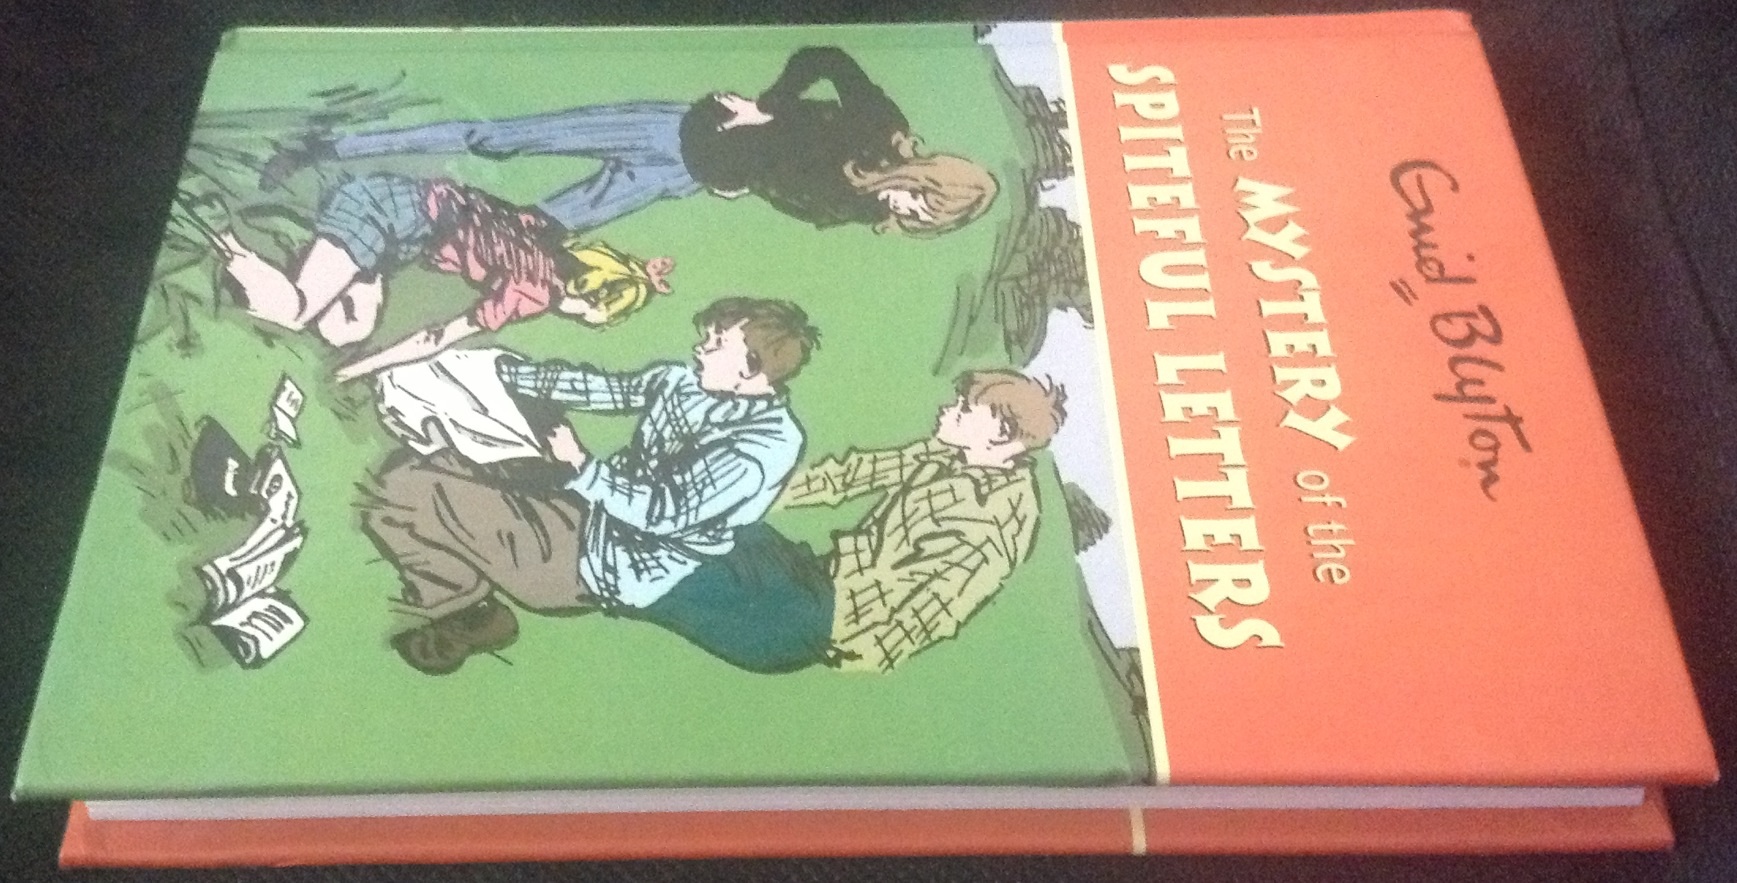 Enid Blyton
The MYSTERY of the
SPITEFUL LETTERS